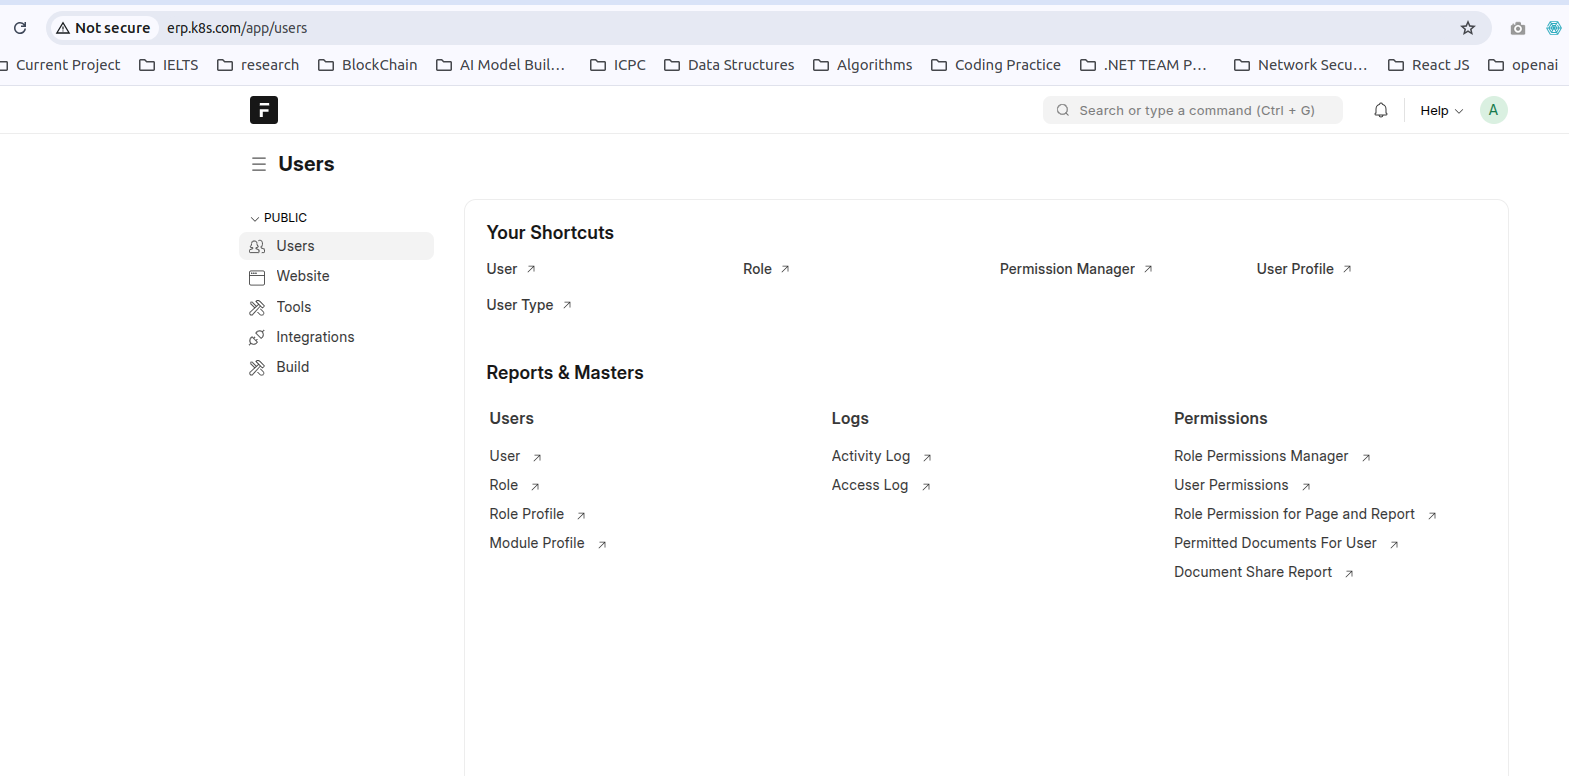 Not secure erp.k8s.com/app/users
Current Project IELTS research BlockChain AI Model Buil... ICPC Data Structures Algorithms Coding Practice .NET TEAM P... Network Secu... React JS openai
F Search or type a command (Ctrl + G) Help A
Users
PUBLIC
Users
Website
Tools
Integrations
Build
Your Shortcuts
User Role Permission Manager User Profile
User Type
Reports & Masters
Users
User
Role
Role Profile
Module Profile
Logs
Activity Log
Access Log
Permissions
Role Permissions Manager
User Permissions
Role Permission for Page and Report
Permitted Documents For User
Document Share Report